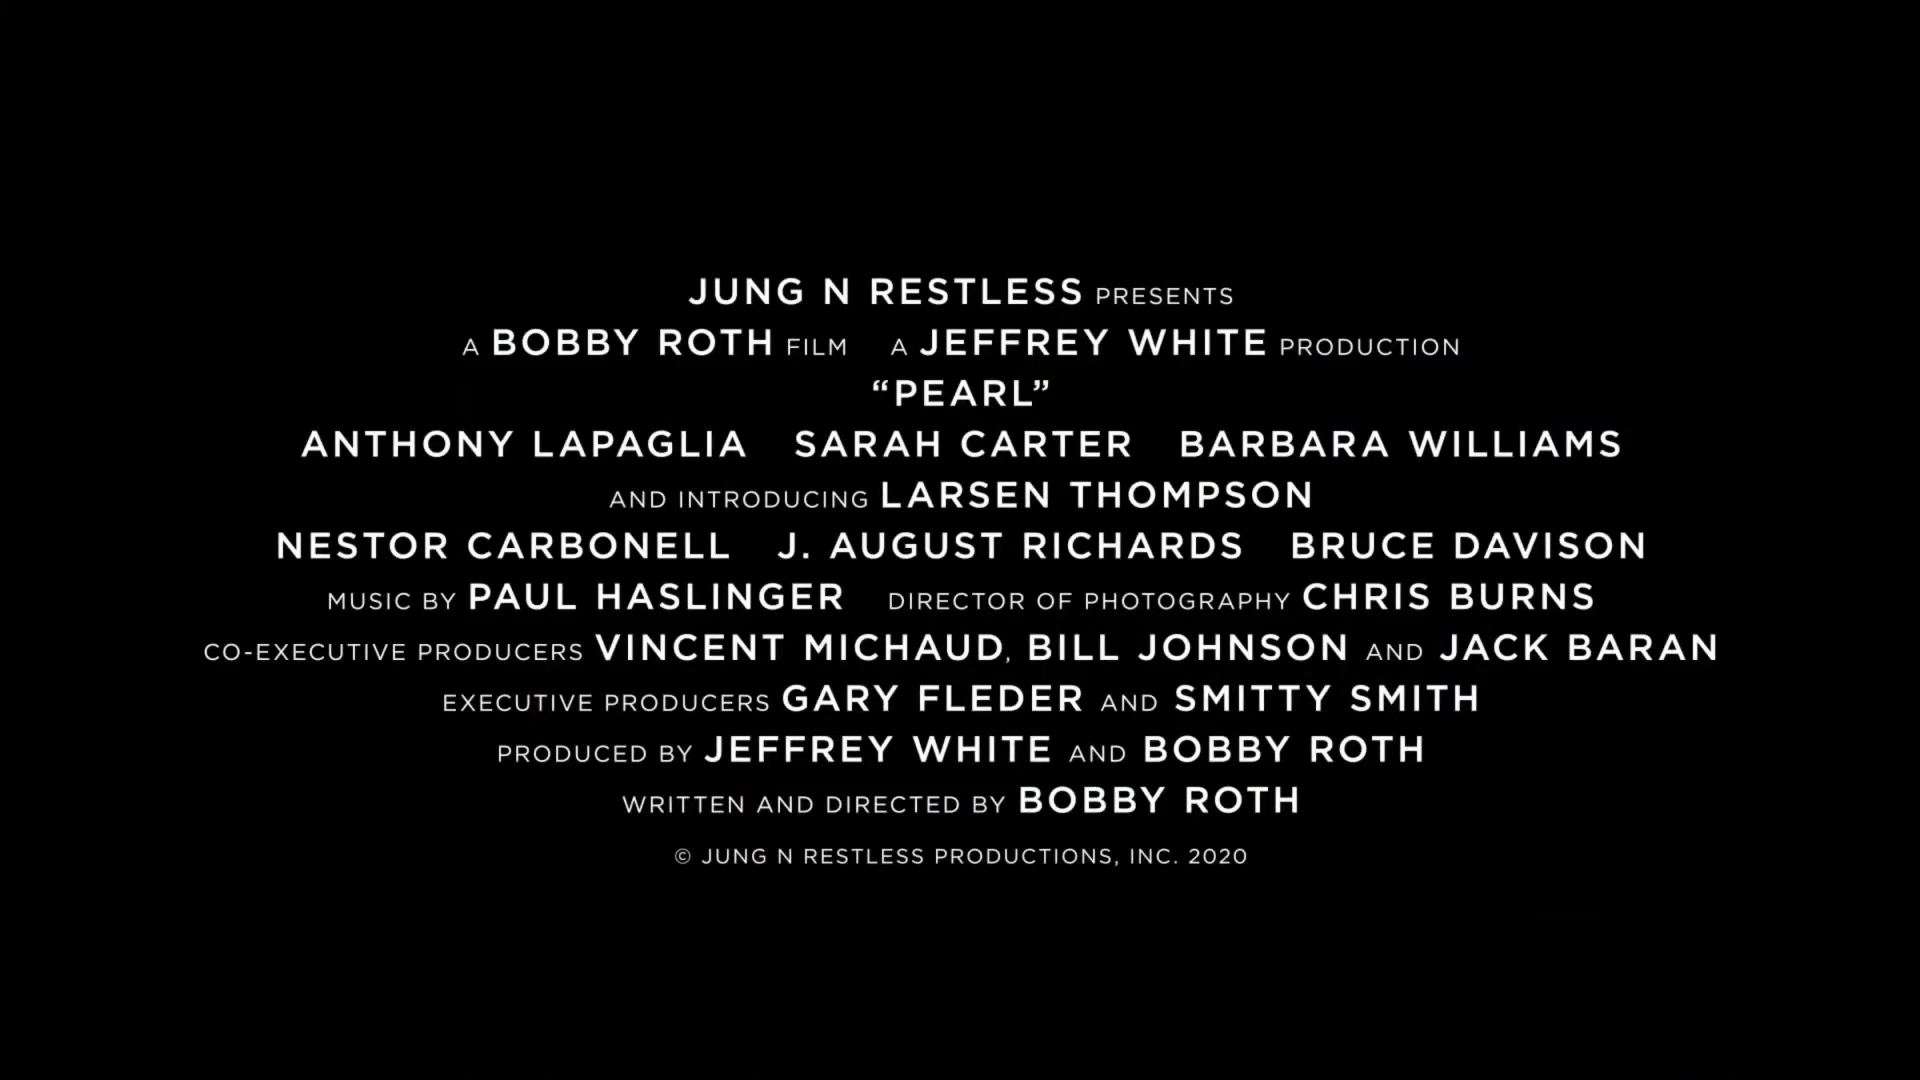 JUNG N RESTLESS PRESENTS
A BOBBY ROTH FILM A JEFFREY WHITE PRODUCTION
“PEARL”
ANTHONY LAPAGLIA SARAH CARTER BARBARA WILLIAMS
AND INTRODUCING LARSEN THOMPSON
NESTOR CARBONELL J. AUGUST RICHARDS BRUCE DAVISON
MUSIC BY PAUL HASLINGER DIRECTOR OF PHOTOGRAPHY CHRIS BURNS
CO-EXECUTIVE PRODUCERS VINCENT MICHAUD, BILL JOHNSON AND JACK BARAN
EXECUTIVE PRODUCERS GARY FLEDER AND SMITTY SMITH
PRODUCED BY JEFFREY WHITE AND BOBBY ROTH
WRITTEN AND DIRECTED BY BOBBY ROTH
© JUNG N RESTLESS PRODUCTIONS, INC. 2020